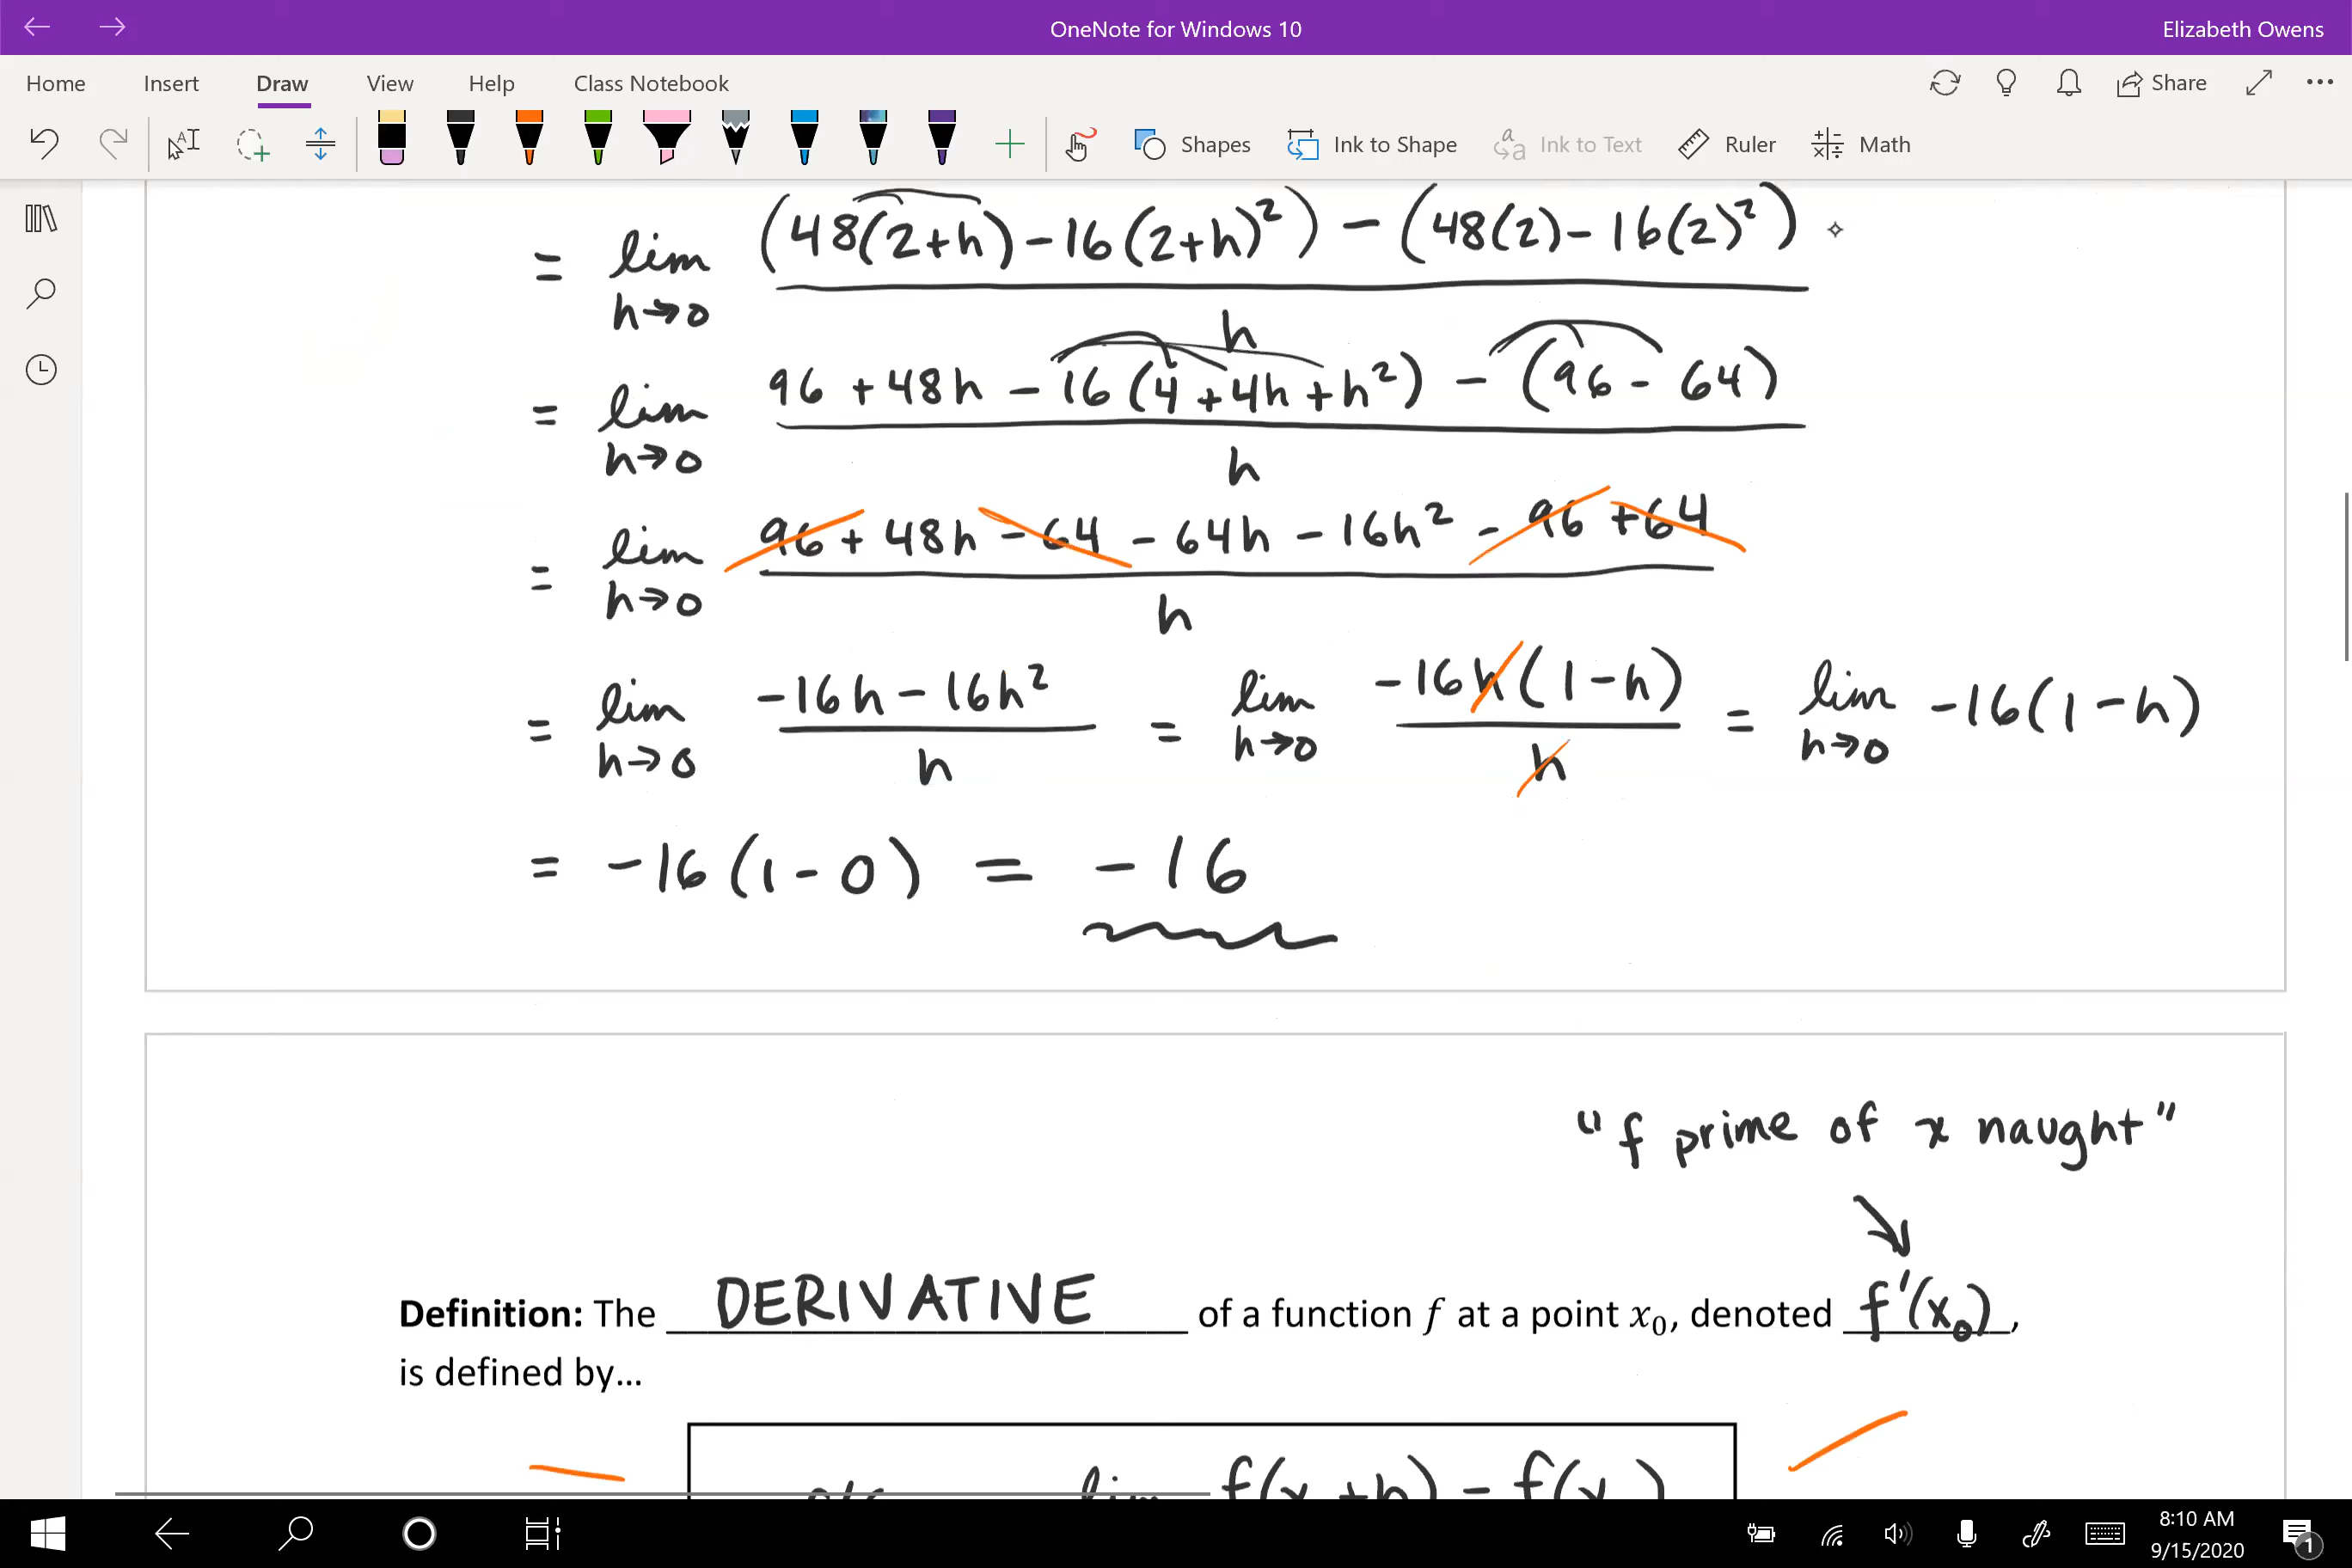 OneNote for Windows 10 Elizabeth Owens
Home Insert Draw View Help Class Notebook Share
Shapes Ink to Shape Ink to Text Ruler Math
= lim h→0 (48(2+h)-16(2+h)²) - (48(2)-16(2)²) / h
= lim h→0 96 + 48h - 16(4+4h+h²) - (96 - 64) / h
= lim h→0 96 + 48h - 64 - 64h - 16h² - 96 + 64 / h
= lim h→0 -16h - 16h² / h = lim h→0 -16h(1-h) / h = lim h→0 -16(1-h)
= -16(1-0) = -16
"f prime of x naught"
Definition: The DERIVATIVE of a function f at a point x₀, denoted f'(x₀),
is defined by...
lim f(x +h) - f(x )
8:10 AM
9/15/2020
1